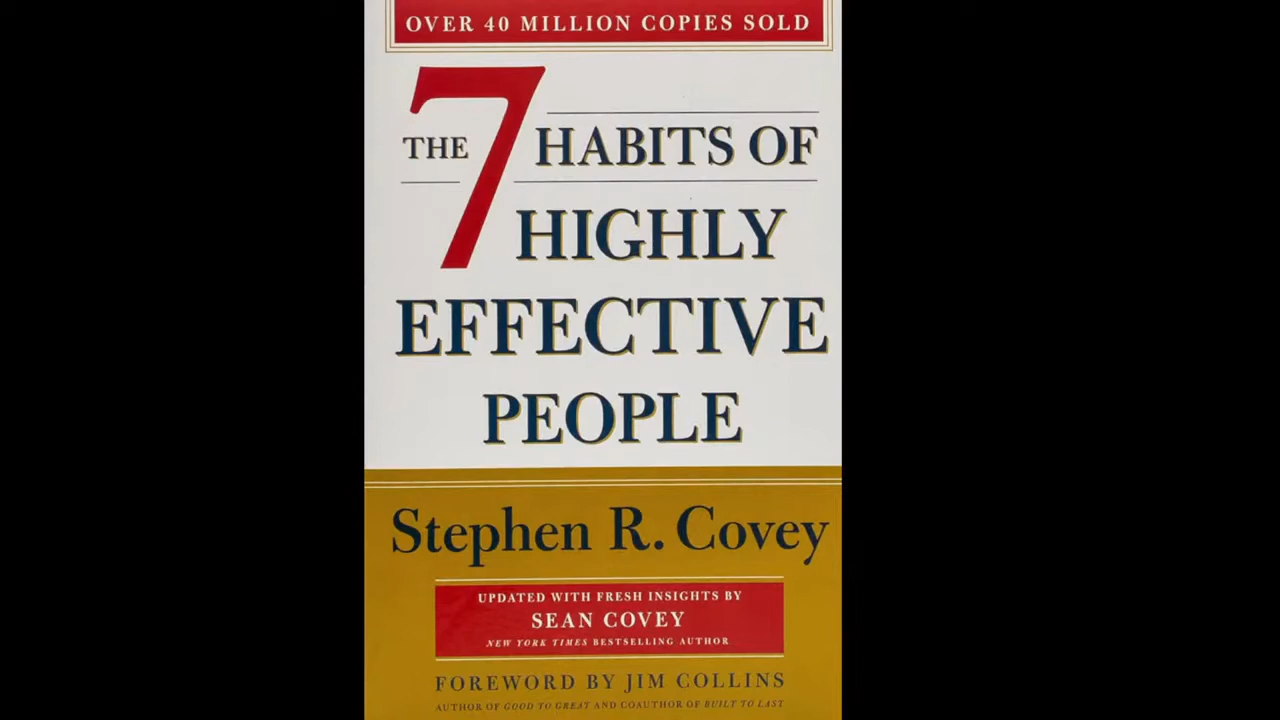 OVER 40 MILLION COPIES SOLD
THE 7 HABITS OF
HIGHLY
EFFECTIVE
PEOPLE
Stephen R. Covey
UPDATED WITH FRESH INSIGHTS BY
SEAN COVEY
NEW YORK TIMES BESTSELLING AUTHOR
FOREWORD BY JIM COLLINS
AUTHOR OF GOOD TO GREAT AND COAUTHOR OF BUILT TO LAST